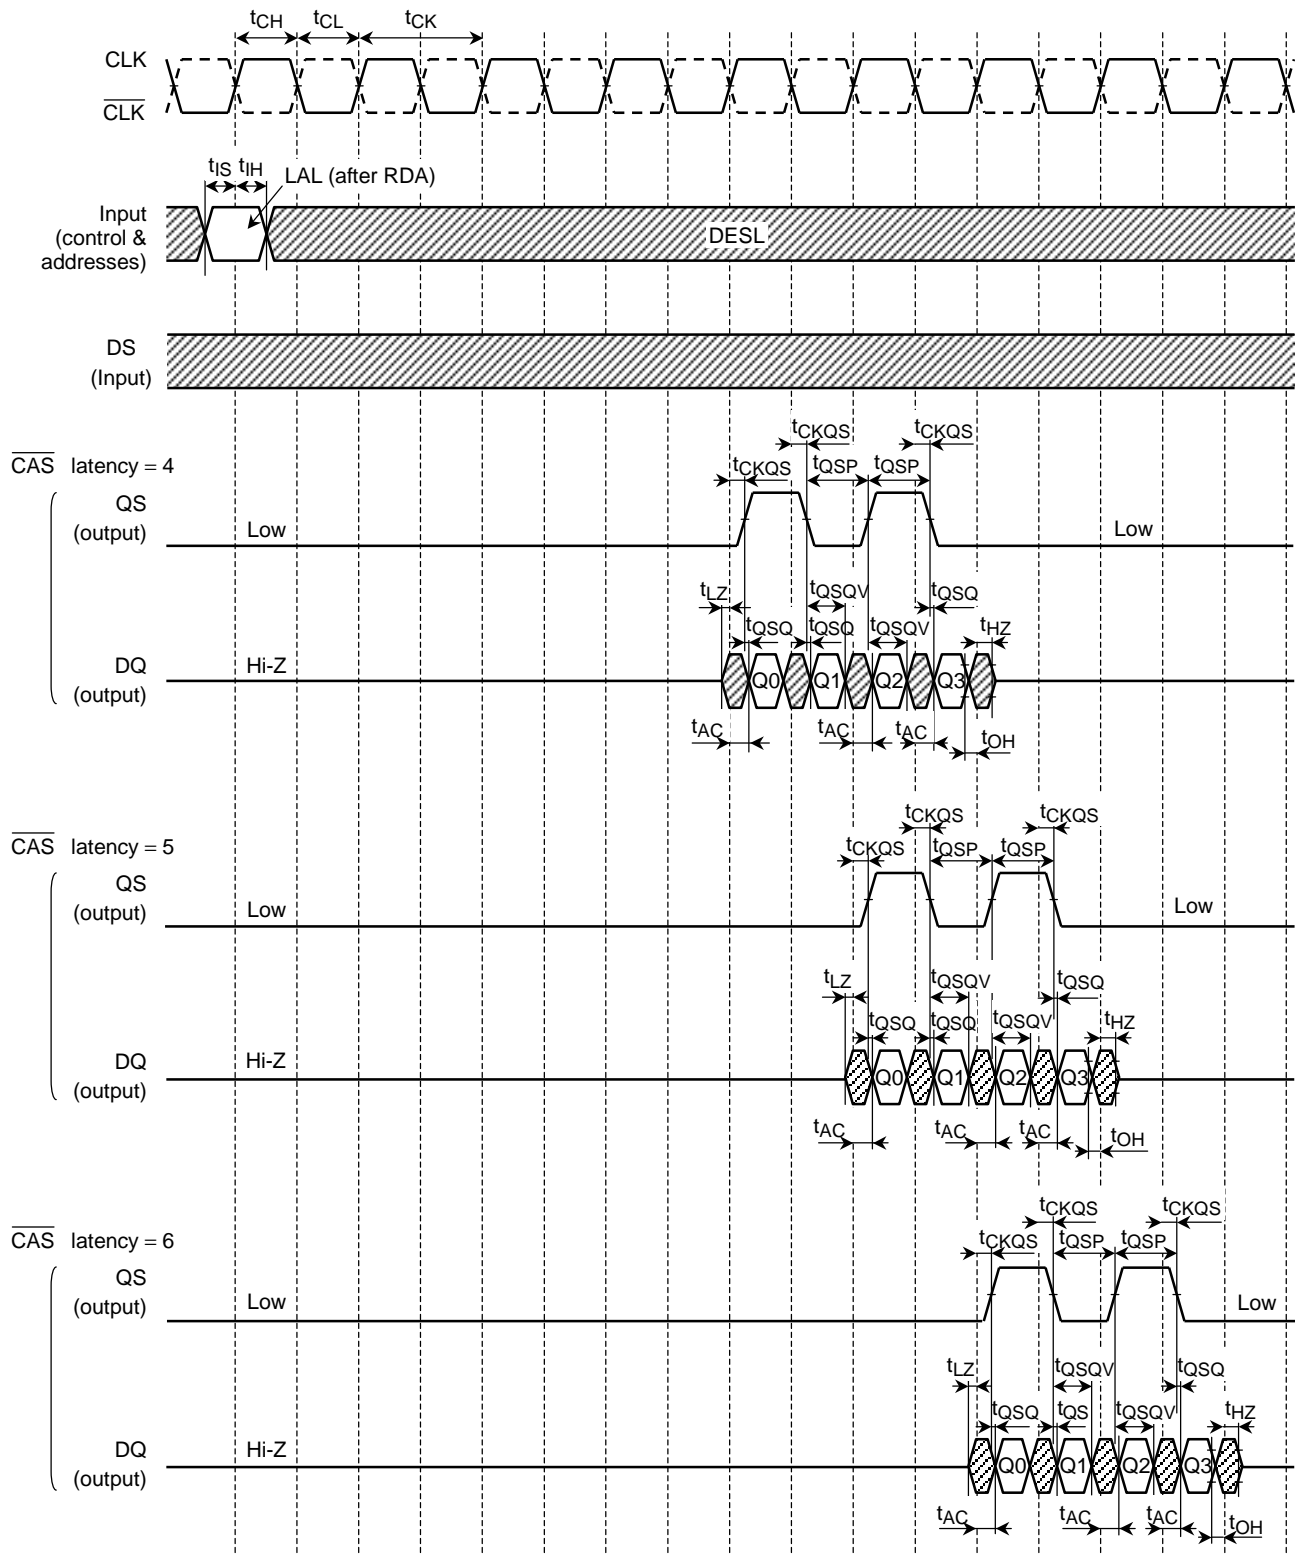 tCH tCL tCK
CLK
CLK
tIS tIH LAL (after RDA)
Input
(control &
addresses)
DESL
DS
(Input)
tCKQS tCKQS
CAS latency = 4
tCKQS tQSP tQSP
QS
(output)
Low Low
tLZ tQSQV tQSQ
tQSQ tQSQ tQSQV tHZ
DQ
(output)
Hi-Z Q0 Q1 Q2 Q3
tAC tAC tAC tOH
tCKQS tCKQS
CAS latency = 5
tCKQS tQSP tQSP
QS
(output)
Low Low
tLZ tQSQV tQSQ
tQSQ tQSQ tQSQV tHZ
DQ
(output)
Hi-Z Q0 Q1 Q2 Q3
tAC tAC tAC tOH
tCKQS tCKQS
CAS latency = 6
tCKQS tQSP tQSP
QS
(output)
Low Low
tLZ tQSQV tQSQ
tQSQ tQS tQSQV tHZ
DQ
(output)
Hi-Z Q0 Q1 Q2 Q3
tAC tAC tAC tOH